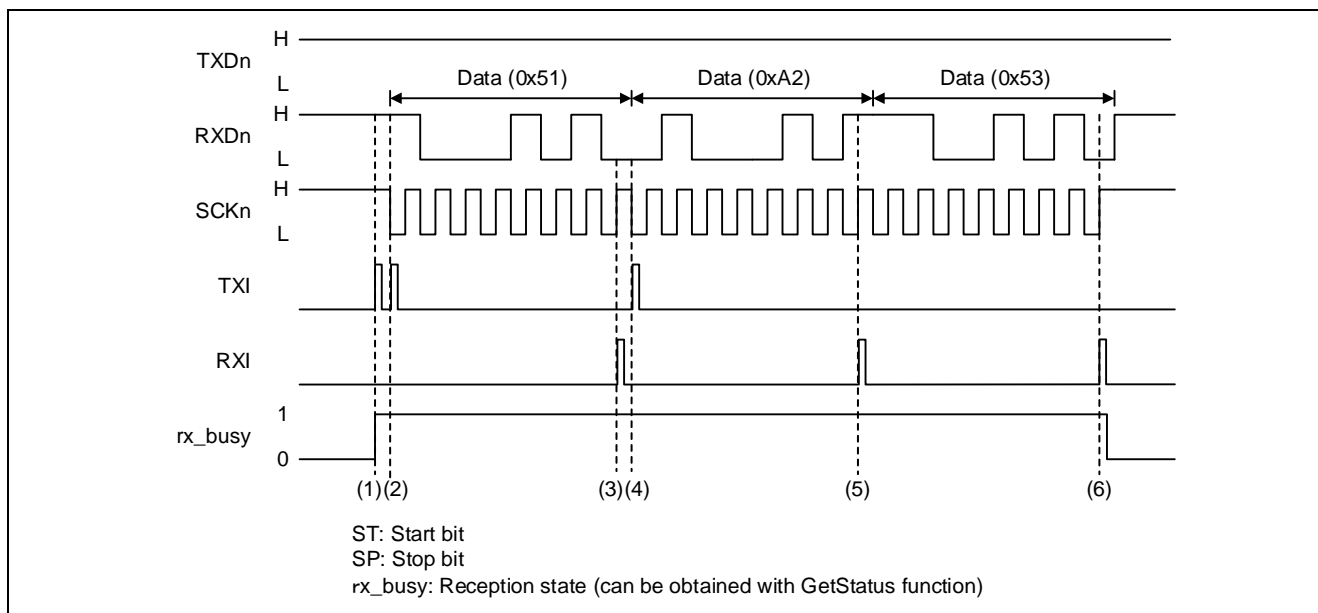 H
TXDn
L
Data (0x51) Data (0xA2) Data (0x53)
H
RXDn
L
H
SCKn
L
TXI
RXI
1
rx_busy
0
(1) (2) (3) (4) (5) (6)
ST: Start bit
SP: Stop bit
rx_busy: Reception state (can be obtained with GetStatus function)